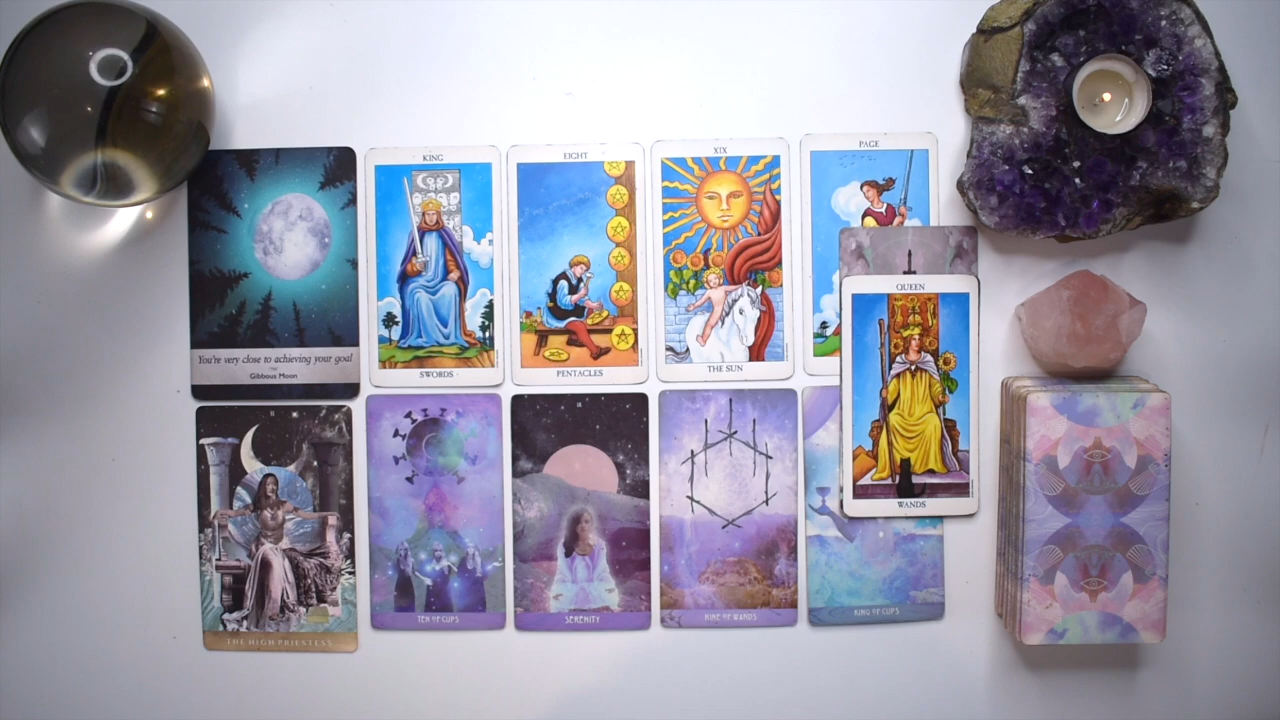 You're very close to achieving your goal
Gibbous Moon
KING
SWORDS
EIGHT
PENTACLES
XIX
THE SUN
PAGE
QUEEN
WANDS
II
THE HIGH PRIESTESS
TEN OF CUPS
SERENITY
NINE OF WANDS
KING OF CUPS